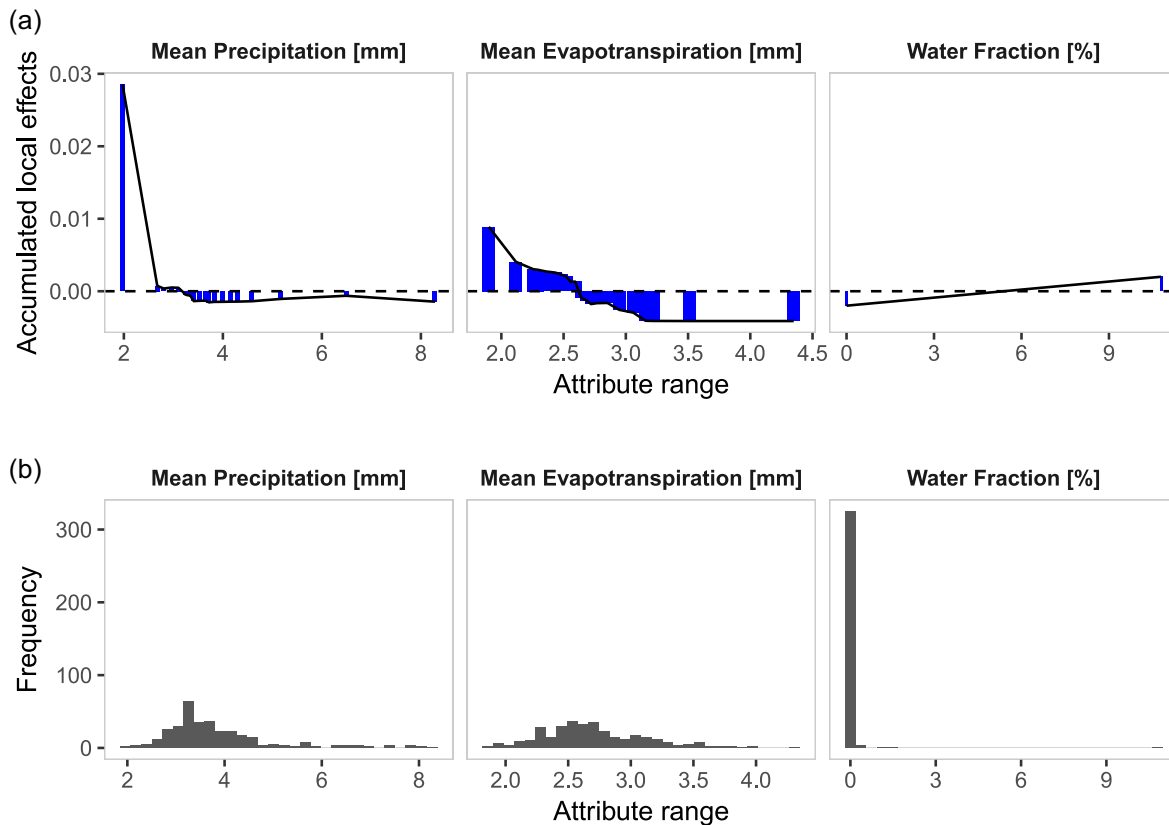 (a)
Mean Precipitation [mm] Mean Evapotranspiration [mm] Water Fraction [%]
Accumulated local effects
0.03
0.02
0.01
0.00
2 4 6 8 2.0 2.5 3.0 3.5 4.0 4.5 0 3 6 9
Attribute range
(b)
Mean Precipitation [mm] Mean Evapotranspiration [mm] Water Fraction [%]
Frequency
300
200
100
0
2 4 6 8 2.0 2.5 3.0 3.5 4.0 0 3 6 9
Attribute range